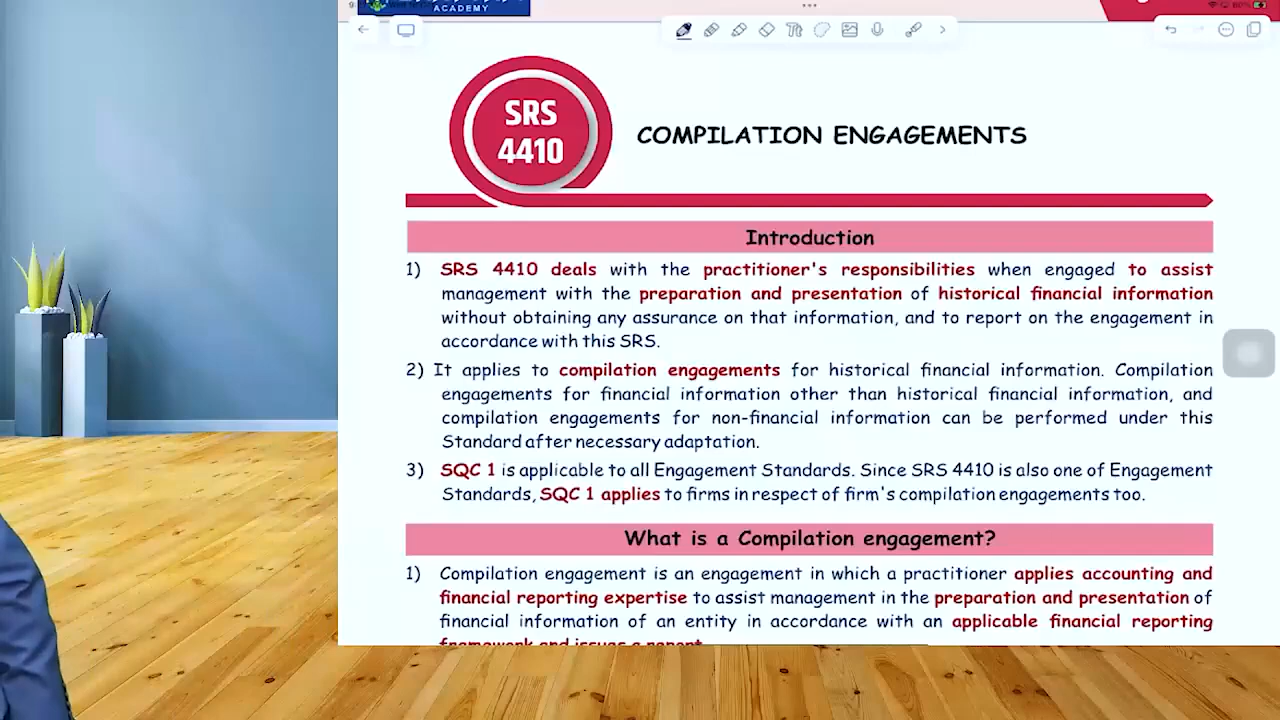 ACADEMY
SRS
4410
COMPILATION ENGAGEMENTS
Introduction
1) SRS 4410 deals with the practitioner's responsibilities when engaged to assist
management with the preparation and presentation of historical financial information
without obtaining any assurance on that information, and to report on the engagement in
accordance with this SRS.
2) It applies to compilation engagements for historical financial information. Compilation
engagements for financial information other than historical financial information, and
compilation engagements for non-financial information can be performed under this
Standard after necessary adaptation.
3) SQC 1 is applicable to all Engagement Standards. Since SRS 4410 is also one of Engagement
Standards, SQC 1 applies to firms in respect of firm's compilation engagements too.
What is a Compilation engagement?
1) Compilation engagement is an engagement in which a practitioner applies accounting and
financial reporting expertise to assist management in the preparation and presentation of
financial information of an entity in accordance with an applicable financial reporting
framework and issues a report.